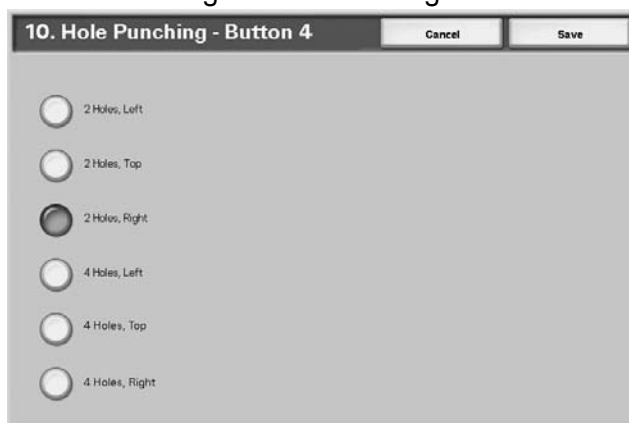 10. Hole Punching - Button 4
Cancel
Save
2 Holes, Left
2 Holes, Top
2 Holes, Right
4 Holes, Left
4 Holes, Top
4 Holes, Right